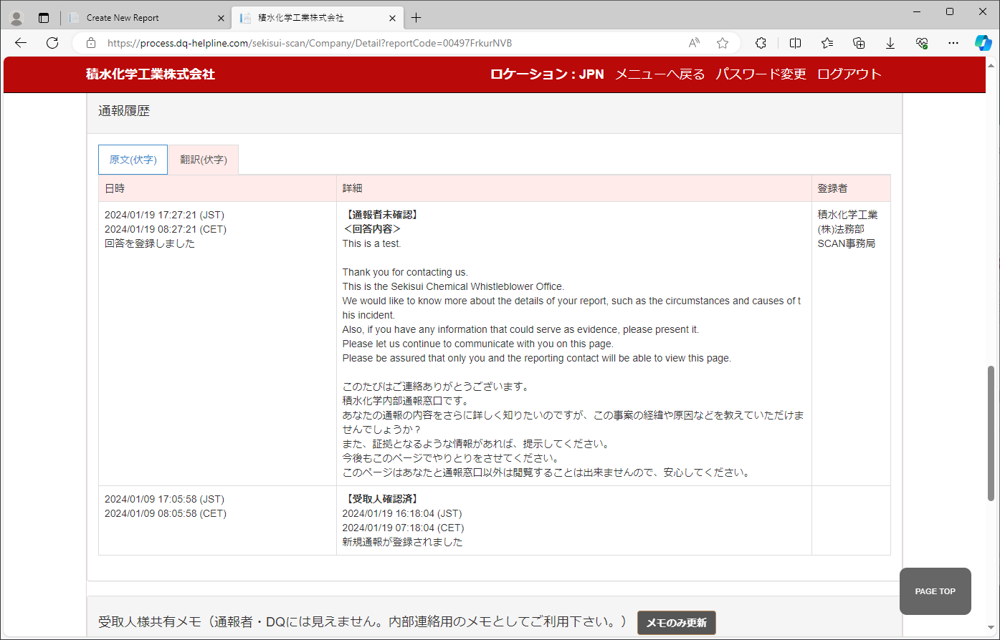 Create New Report
積水化学工業株式会社
https://process.dq-helpline.com/sekisui-scan/Company/Detail?reportCode=00497FrkurNVB
積水化学工業株式会社
ロケーション : JPN メニューへ戻る パスワード変更 ログアウト
通報履歴
原文(伏字) 翻訳(伏字)
日時 詳細 登録者
2024/01/19 17:27:21 (JST)
2024/01/19 08:27:21 (CET)
回答を登録しました
【通報者未確認】
＜回答内容＞
This is a test.
Thank you for contacting us.
This is the Sekisui Chemical Whistleblower Office.
We would like to know more about the details of your report, such as the circumstances and causes of t
his incident.
Also, if you have any information that could serve as evidence, please present it.
Please let us continue to communicate with you on this page.
Please be assured that only you and the reporting contact will be able to view this page.
このたびはご連絡ありがとうございます。
積水化学内部通報窓口です。
あなたの通報の内容をさらに詳しく知りたいのですが、この事案の経緯や原因などを教えていただけま
せんでしょうか？
また、証拠となるような情報があれば、提示してください。
今後もこのページでやりとりをさせてください。
このページはあなたと通報窓口以外は閲覧することは出来ませんので、安心してください。
積水化学工業
(株)法務部
SCAN事務局
2024/01/09 17:05:58 (JST)
2024/01/09 08:05:58 (CET)
【受取人確認済】
2024/01/19 16:18:04 (JST)
2024/01/19 07:18:04 (CET)
新規通報が登録されました
PAGE TOP
受取人様共有メモ（通報者・DQには見えません。内部連絡用のメモとしてご利用下さい。） メモのみ更新